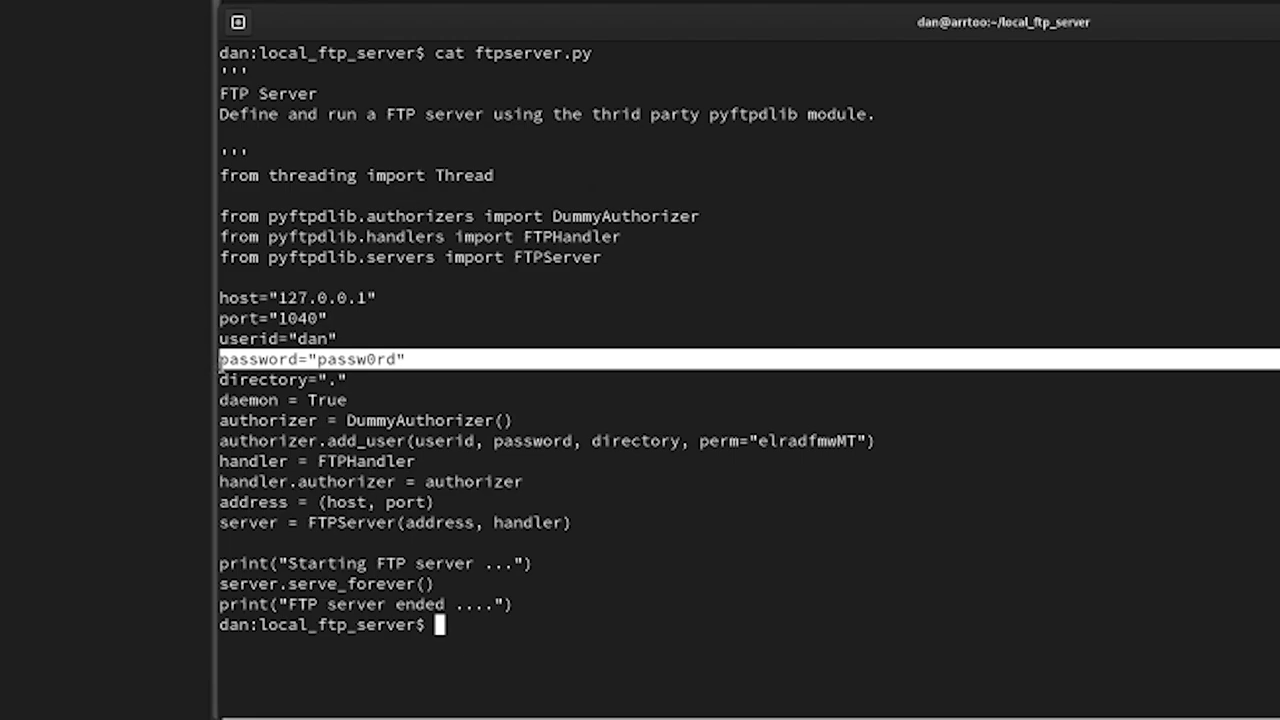 dan@arrtoo:~/local_ftp_server
dan:local_ftp_server$ cat ftpserver.py
'''
FTP Server
Define and run a FTP server using the thrid party pyftpdlib module.
'''
from threading import Thread
from pyftpdlib.authorizers import DummyAuthorizer
from pyftpdlib.handlers import FTPHandler
from pyftpdlib.servers import FTPServer
host="127.0.0.1"
port="1040"
userid="dan"
password="passw0rd"
directory="."
daemon = True
authorizer = DummyAuthorizer()
authorizer.add_user(userid, password, directory, perm="elradfmwMT")
handler = FTPHandler
handler.authorizer = authorizer
address = (host, port)
server = FTPServer(address, handler)
print("Starting FTP server ...")
server.serve_forever()
print("FTP server ended ....")
dan:local_ftp_server$